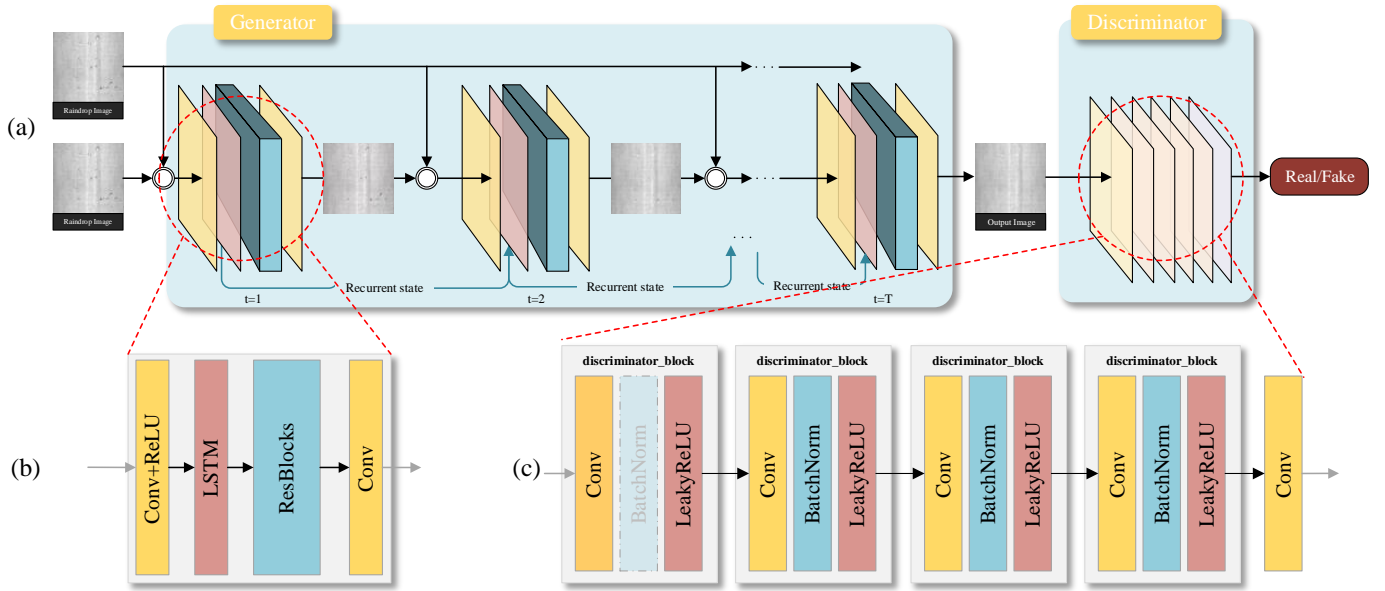 Generator
Discriminator
Raindrop Image
(a)
Raindrop Image
Output Image
Real/Fake
. . .
. . .
. . .
. . .
Recurrent state
Recurrent state
Recurrent state
t=1
t=2
t=T
(b)
Conv+ReLU
LSTM
ResBlocks
Conv
(c)
discriminator_block
Conv
BatchNorm
LeakyReLU
discriminator_block
Conv
BatchNorm
LeakyReLU
discriminator_block
Conv
BatchNorm
LeakyReLU
discriminator_block
Conv
BatchNorm
LeakyReLU
Conv